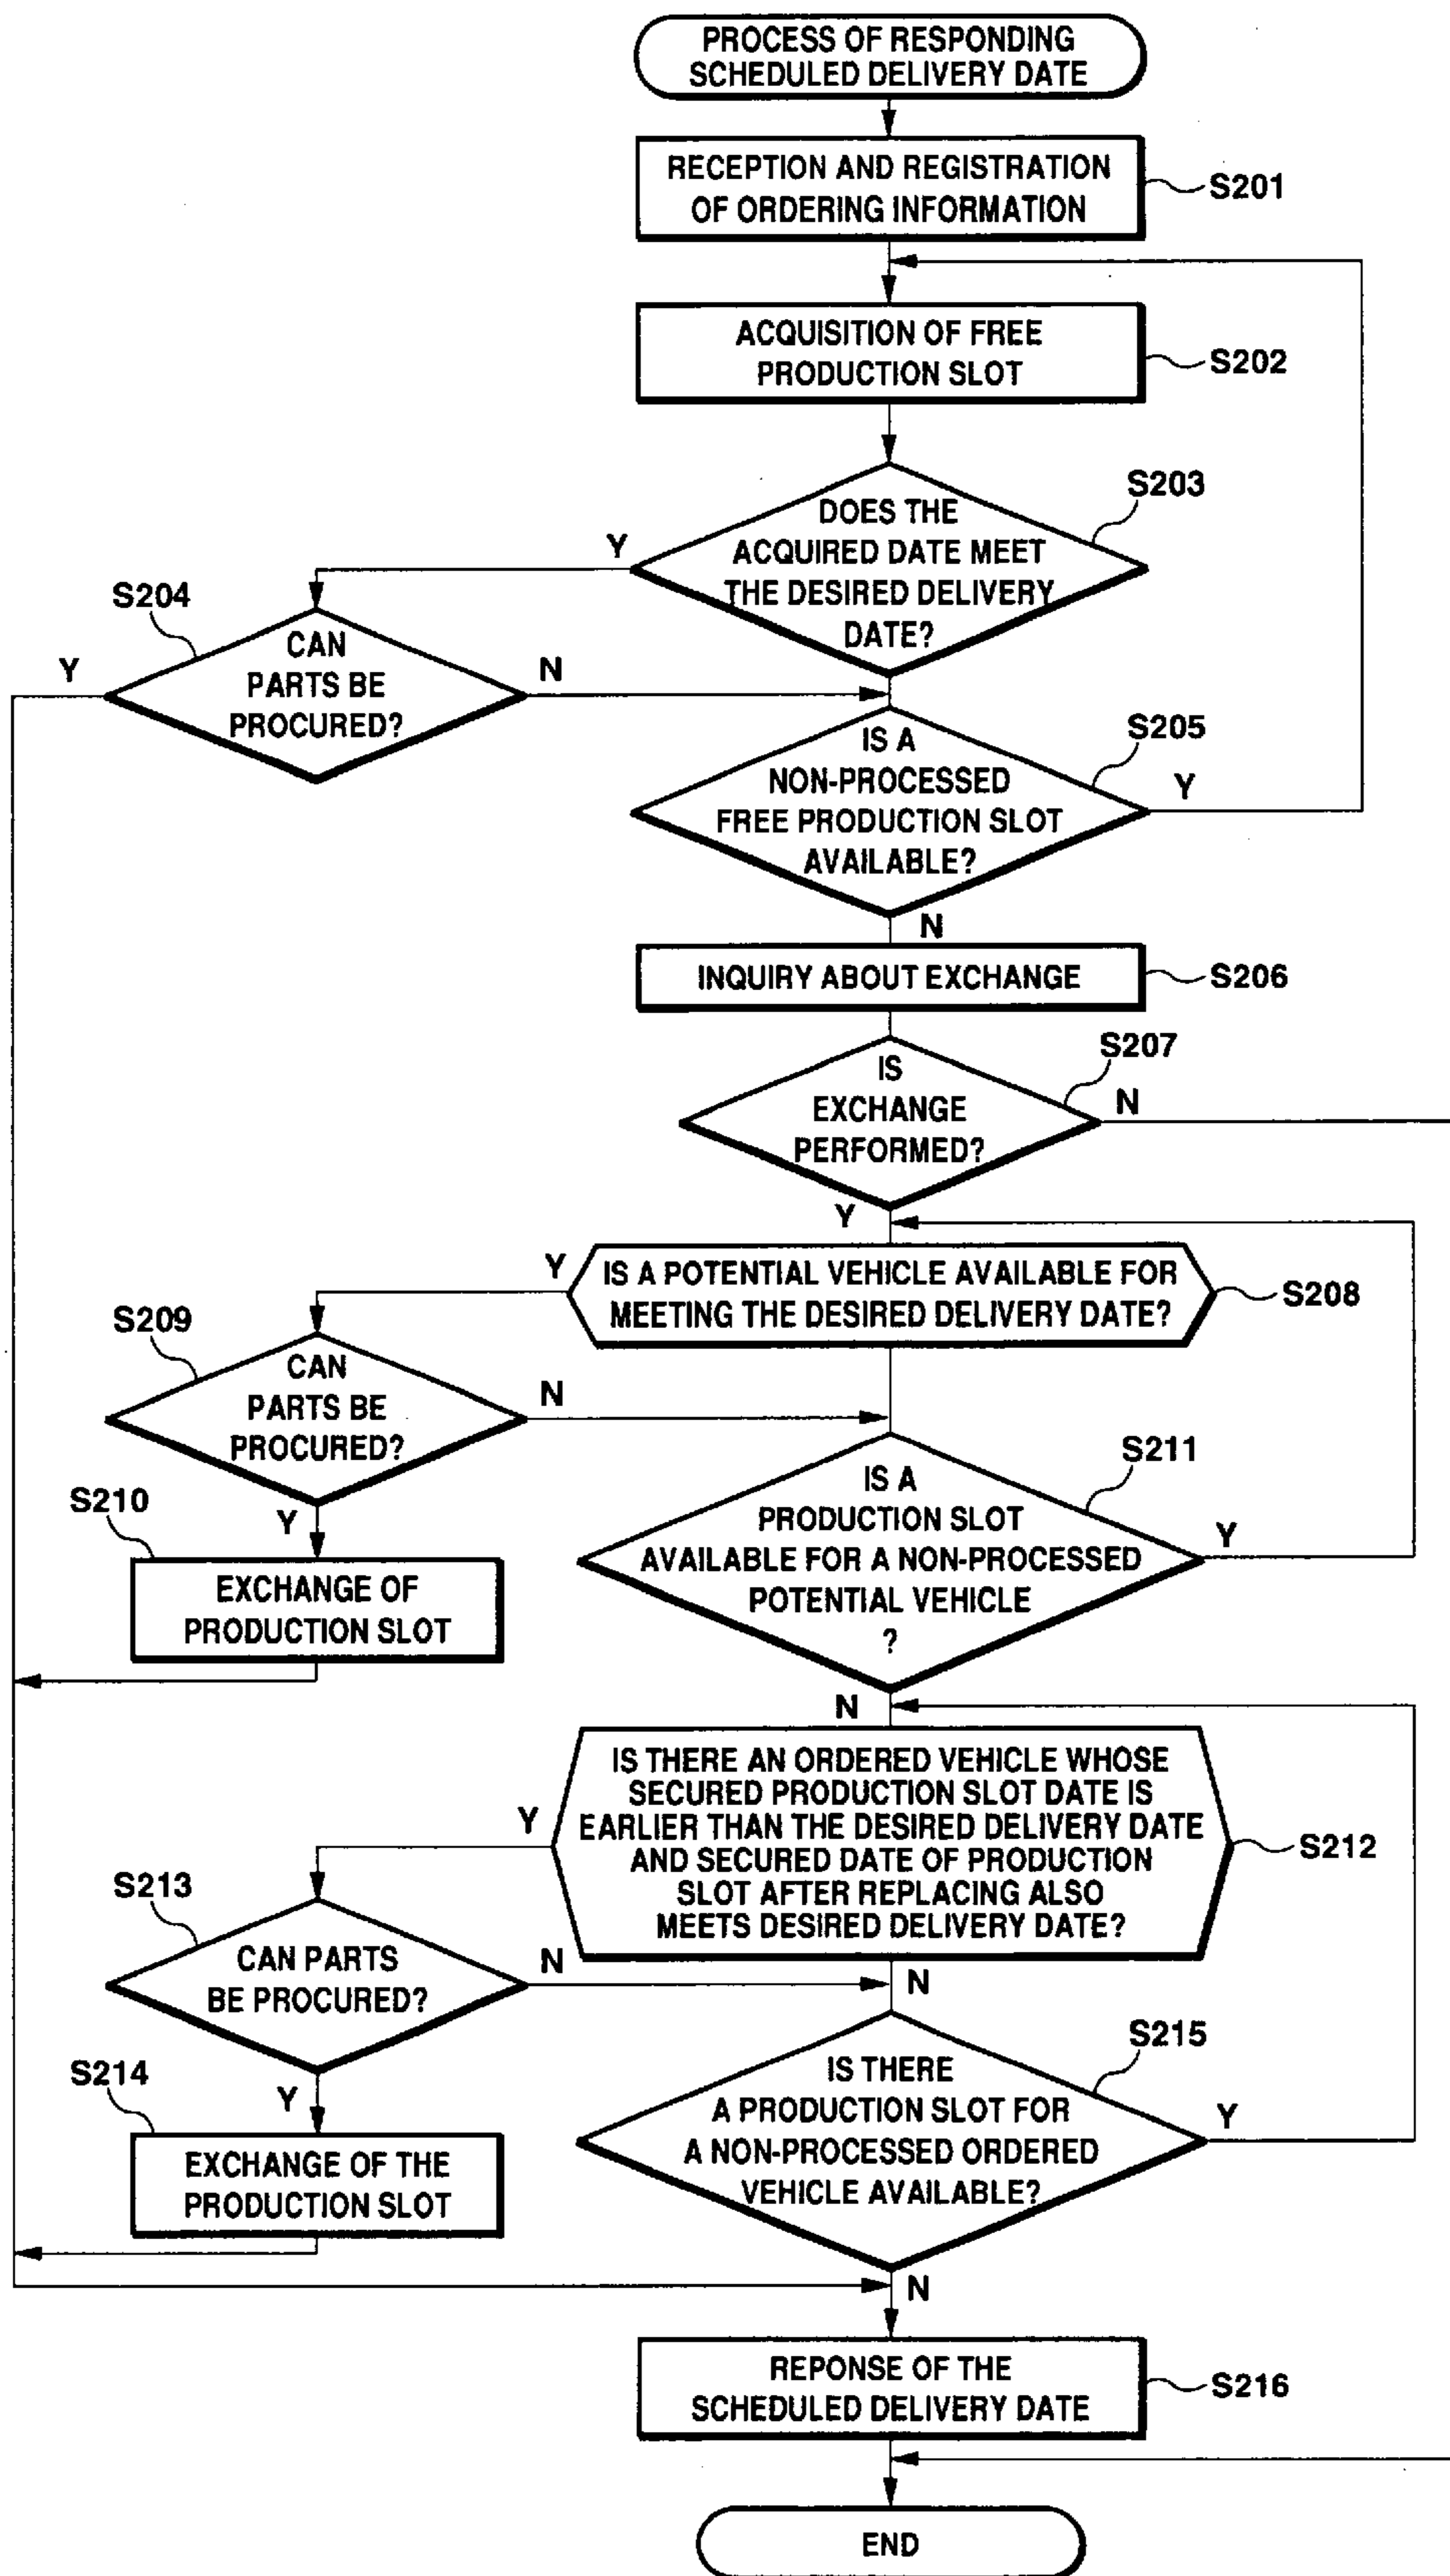 PROCESS OF RESPONDING
SCHEDULED DELIVERY DATE
RECEPTION AND REGISTRATION
OF ORDERING INFORMATION
S201
ACQUISITION OF FREE
PRODUCTION SLOT
S202
S203
DOES THE
ACQUIRED DATE MEET
THE DESIRED DELIVERY
DATE?
Y
S204
CAN
PARTS BE
PROCURED?
Y
N
S205
IS A
NON-PROCESSED
FREE PRODUCTION SLOT
AVAILABLE?
Y
N
INQUIRY ABOUT EXCHANGE
S206
S207
IS
EXCHANGE
PERFORMED?
N
Y
IS A POTENTIAL VEHICLE AVAILABLE FOR
MEETING THE DESIRED DELIVERY DATE?
Y
S208
S209
CAN
PARTS BE
PROCURED?
N
Y
S210
EXCHANGE OF
PRODUCTION SLOT
S211
IS A
PRODUCTION SLOT
AVAILABLE FOR A NON-PROCESSED
POTENTIAL VEHICLE
?
Y
N
IS THERE AN ORDERED VEHICLE WHOSE
SECURED PRODUCTION SLOT DATE IS
EARLIER THAN THE DESIRED DELIVERY DATE
AND SECURED DATE OF PRODUCTION
SLOT AFTER REPLACING ALSO
MEETS DESIRED DELIVERY DATE?
Y
S212
N
S213
CAN PARTS
BE PROCURED?
N
Y
S214
EXCHANGE OF THE
PRODUCTION SLOT
S215
IS THERE
A PRODUCTION SLOT FOR
A NON-PROCESSED ORDERED
VEHICLE AVAILABLE?
Y
N
REPONSE OF THE
SCHEDULED DELIVERY DATE
S216
END